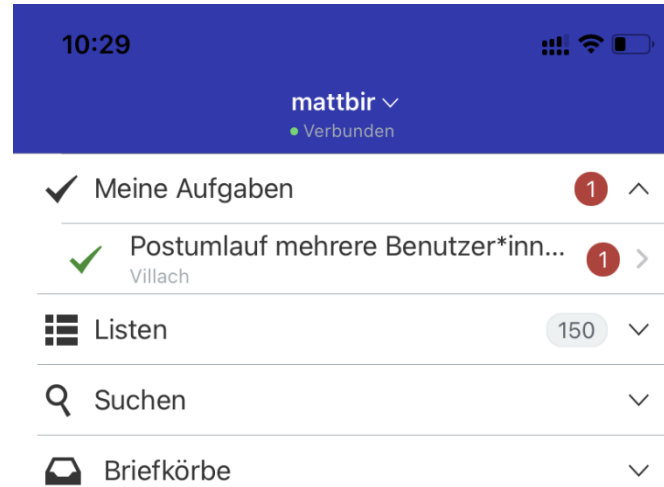 10:29
mattbir
Verbunden
Meine Aufgaben 1
Postumlauf mehrere Benutzer*inn... 1
Villach
Listen 150
Suchen
Briefkörbe